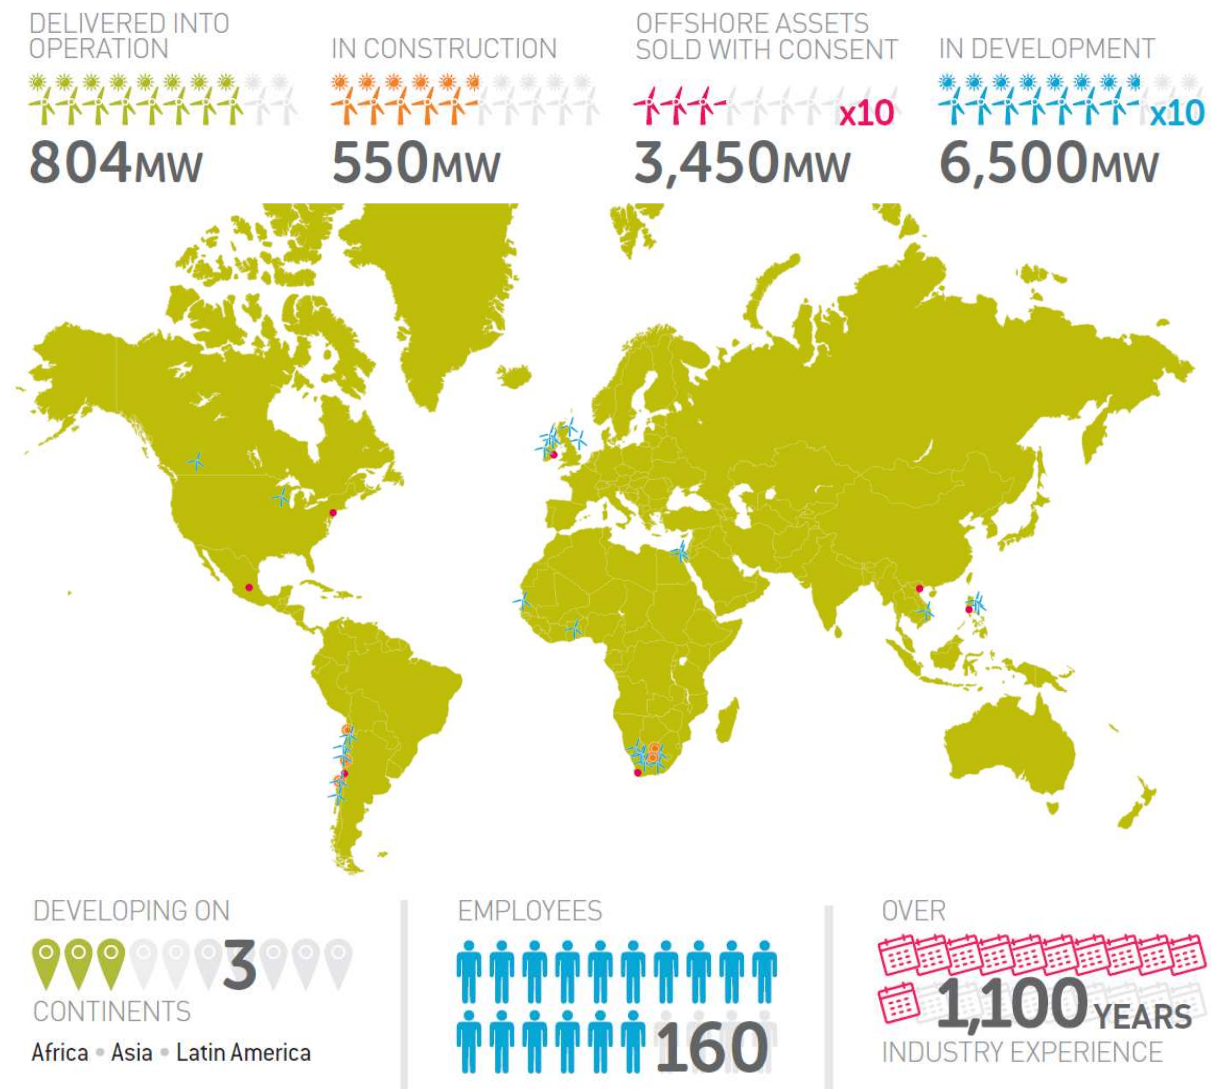 DELIVERED INTO
OPERATION
804MW
IN CONSTRUCTION
550MW
OFFSHORE ASSETS
SOLD WITH CONSENT
x10
3,450MW
IN DEVELOPMENT
x10
6,500MW
DEVELOPING ON
3
CONTINENTS
Africa • Asia • Latin America
EMPLOYEES
160
OVER
1,100 YEARS
INDUSTRY EXPERIENCE